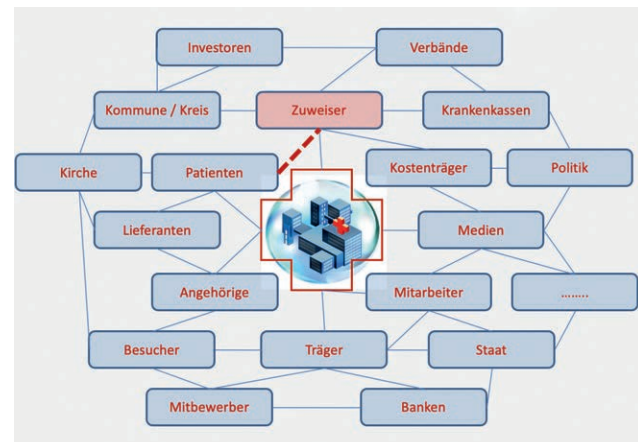 Investoren
Verbände
Kommune / Kreis
Zuweiser
Krankenkassen
Kirche
Patienten
Kostenträger
Politik
Lieferanten
Medien
Angehörige
Mitarbeiter
........
Besucher
Träger
Staat
Mitbewerber
Banken